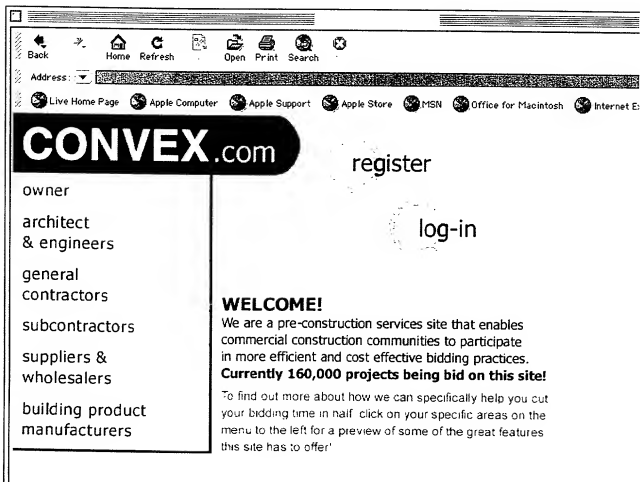 Back Home Refresh Open Print Search
Address:
Live Home Page Apple Computer Apple Support Apple Store MSN Office for Macintosh Internet E
CONVEX.com
register
log-in
owner
architect
& engineers
general
contractors
subcontractors
suppliers &
wholesalers
building product
manufacturers
WELCOME!
We are a pre-construction services site that enables
commercial construction communities to participate
in more efficient and cost effective bidding practices.
Currently 160,000 projects being bid on this site!
To find out more about how we can specifically help you cut
your bidding time in half click on your specific areas on the
menu to the left for a preview of some of the great features
this site has to offer'